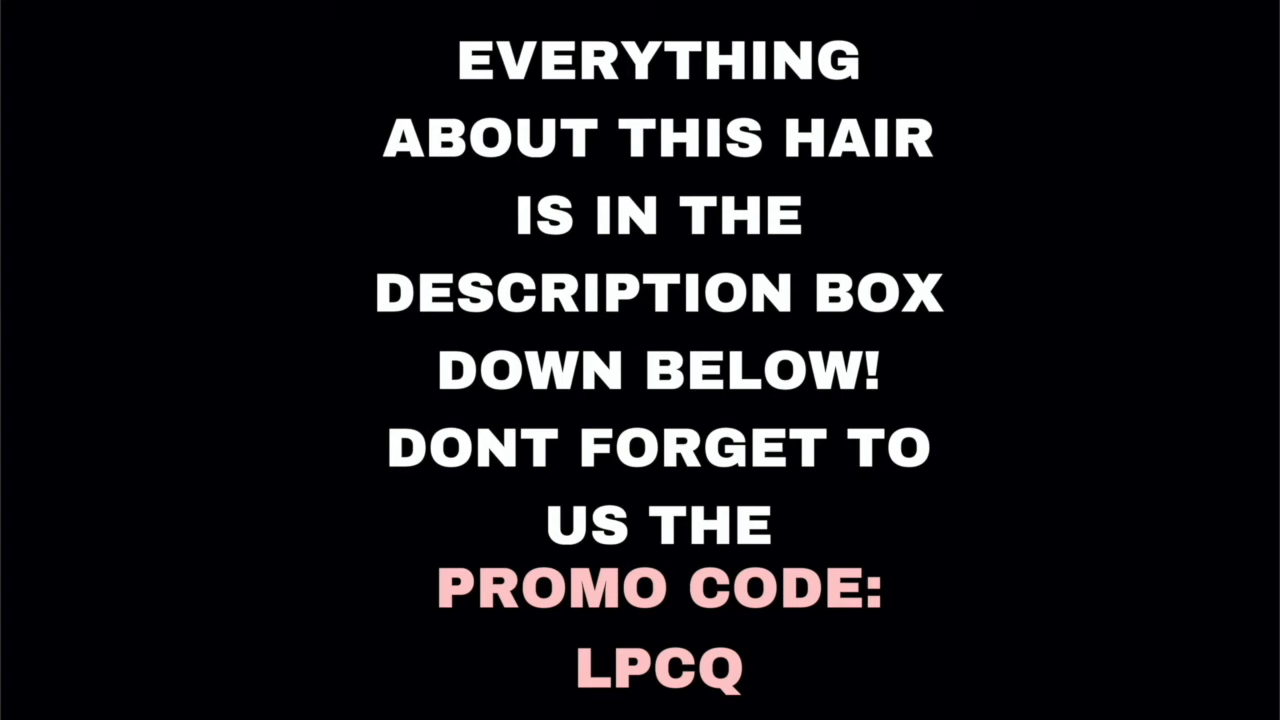 EVERYTHING
ABOUT THIS HAIR
IS IN THE
DESCRIPTION BOX
DOWN BELOW!
DONT FORGET TO
US THE
PROMO CODE:
LPCQ